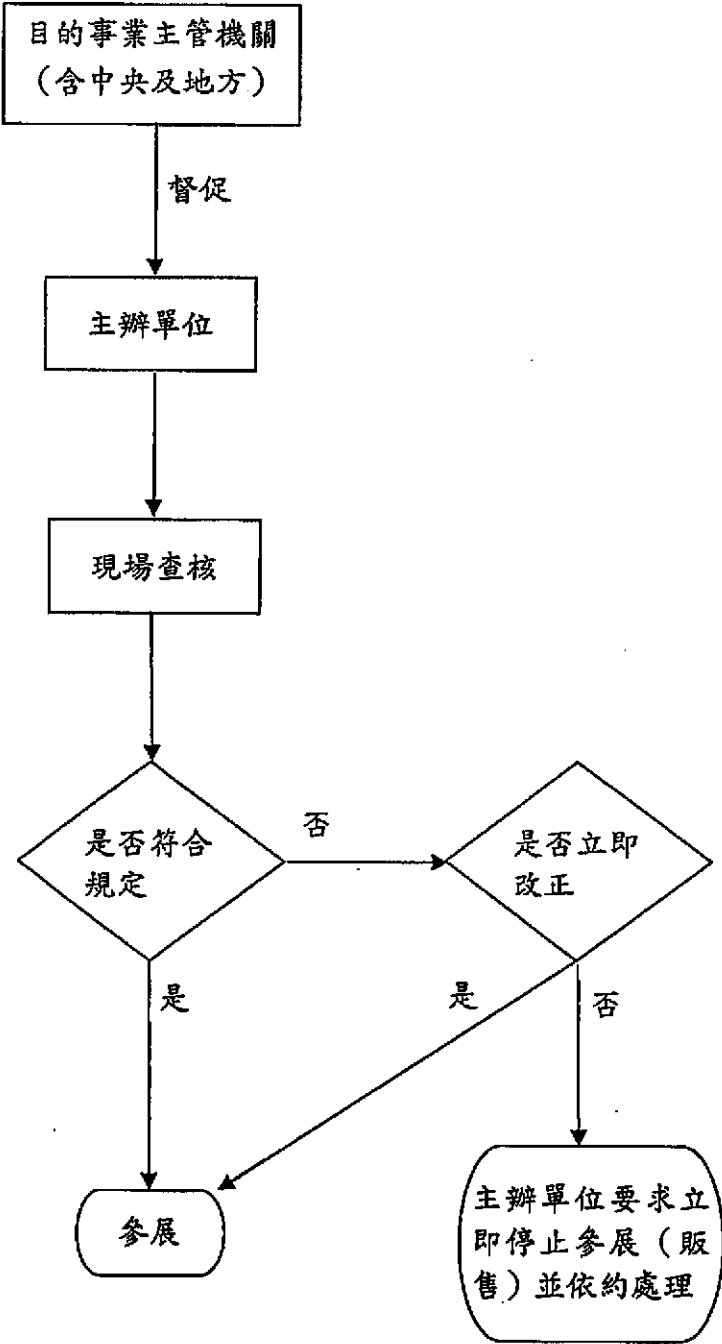 目的事業主管機關
（含中央及地方）
督促
主辦單位
現場查核
是否符合
規定
否
是否立即
改正
是
是
否
參展
主辦單位要求立
即停止參展（販
售）並依約處理